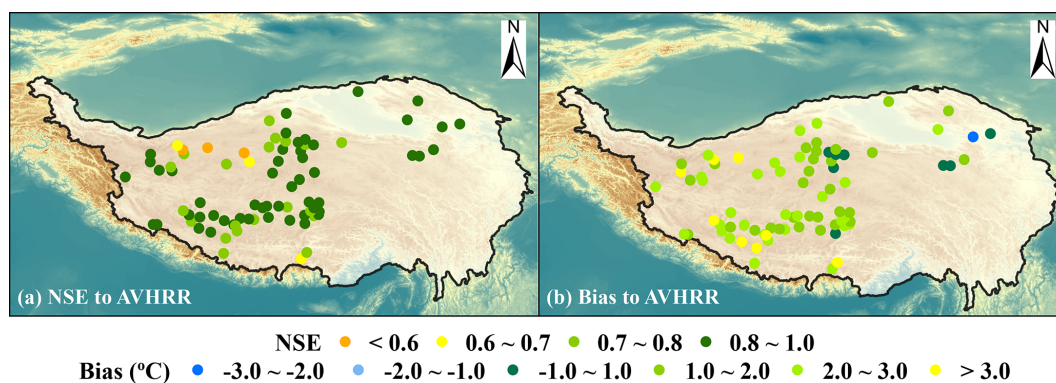 N
N
(a) NSE to AVHRR
(b) Bias to AVHRR
NSE < 0.6 0.6 ~ 0.7 0.7 ~ 0.8 0.8 ~ 1.0
Bias (ºC) -3.0 ~ -2.0 -2.0 ~ -1.0 -1.0 ~ 1.0 1.0 ~ 2.0 2.0 ~ 3.0 > 3.0